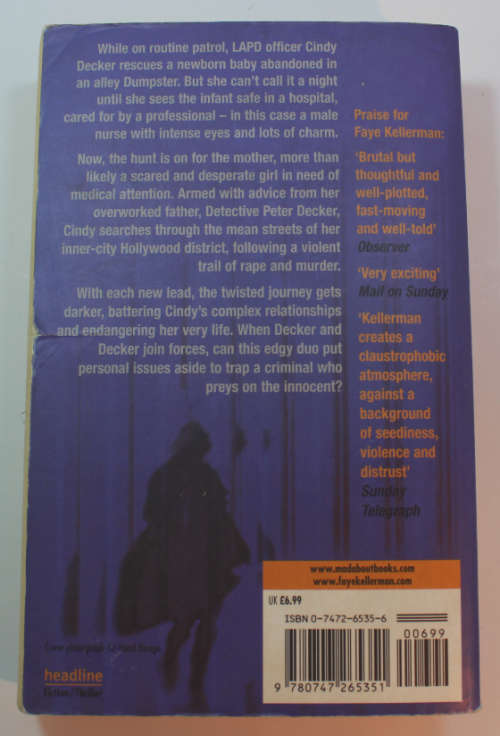 While on routine patrol, LAPD officer Cindy
Decker rescues a newborn baby abandoned in
an alley Dumpster. But she can't call it a night
until she sees the infant safe in a hospital,
cared for by a professional – in this case a male
nurse with intense eyes and lots of charm.
Now, the hunt is on for the mother, more than
likely a scared and desperate girl in need of
medical attention. Armed with advice from her
overworked father, Detective Peter Decker,
Cindy searches through the mean streets of her
inner-city Hollywood district, following a violent
trail of rape and murder.
With each new lead, the twisted journey gets
darker, battering Cindy's complex relationships
and endangering her very life. When Decker and
Decker join forces, can this edgy duo put
personal issues aside to trap a criminal who
preys on the innocent?
Praise for
Faye Kellerman:
'Brutal but
thoughtful and
well-plotted,
fast-moving
and well-told'
Observer
'Very exciting'
Mail on Sunday
'Kellerman
creates a
claustrophobic
atmosphere,
against a
background
of seediness,
violence and
distrust'
Sunday
Telegraph
www.madaboutbooks.com
www.fayekellerman.com
UK £6.99
ISBN 0-7472-6535-6
00699
9 780747 265351
headline
Fiction/Thriller